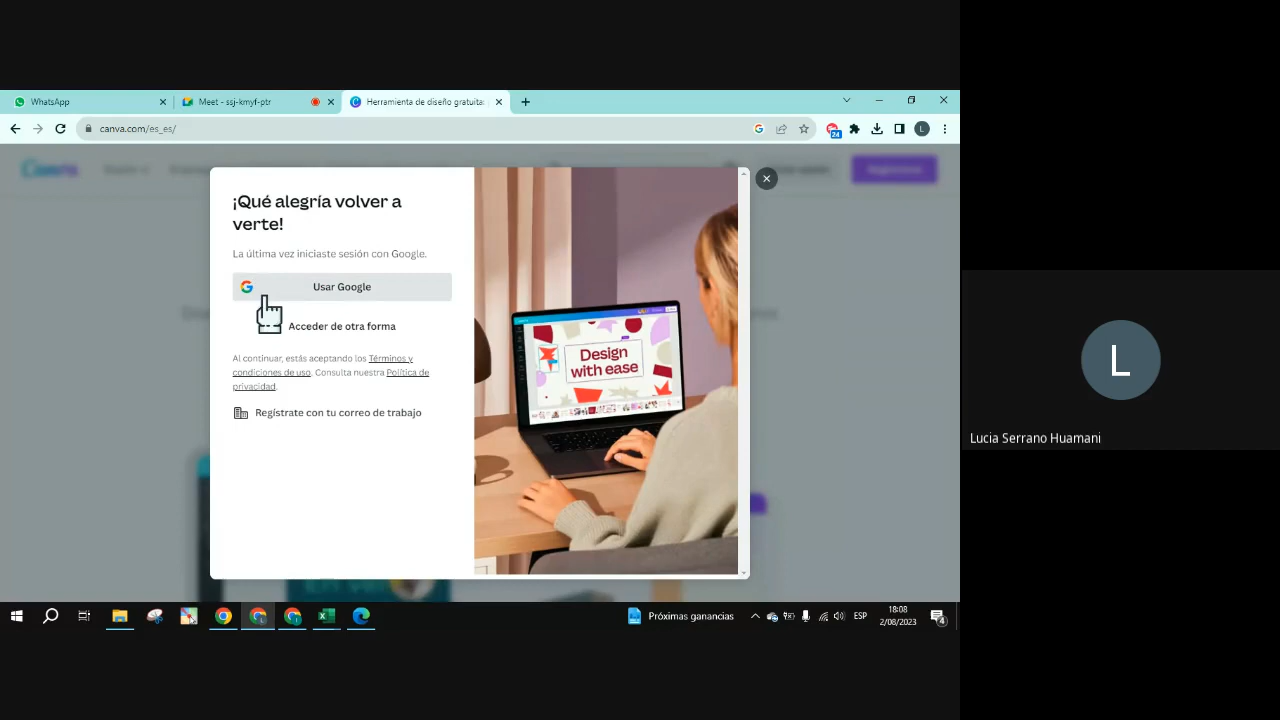 WhatsApp
Meet - ssj-kmyf-ptr
Herramienta de diseño gratuita:
canva.com/es_es/
24
L
Canva
¡Qué alegría volver a
verte!
La última vez iniciaste sesión con Google.
Usar Google
Acceder de otra forma
Al continuar, estás aceptando los Términos y
condiciones de uso. Consulta nuestra Política de
privacidad.
Regístrate con tu correo de trabajo
Design
with ease
L
Lucia Serrano Huamani
Próximas ganancias
ESP
18:08
2/08/2023
4